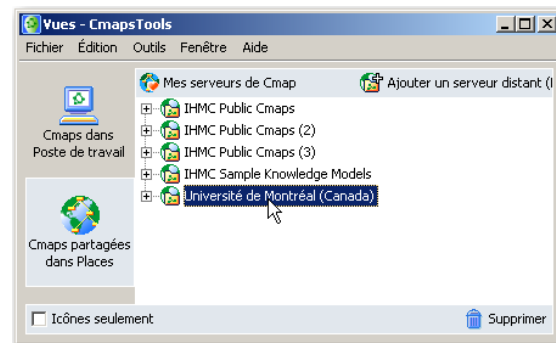 Vues - CmapsTools
Fichier Édition Outils Fenêtre Aide
Mes serveurs de Cmap
Ajouter un serveur distant (
IHMC Public Cmaps
IHMC Public Cmaps (2)
IHMC Public Cmaps (3)
IHMC Sample Knowledge Models
Université de Montréal (Canada)
Cmaps dans
Poste de travail
Cmaps partagées
dans Places
Icônes seulement
Supprimer